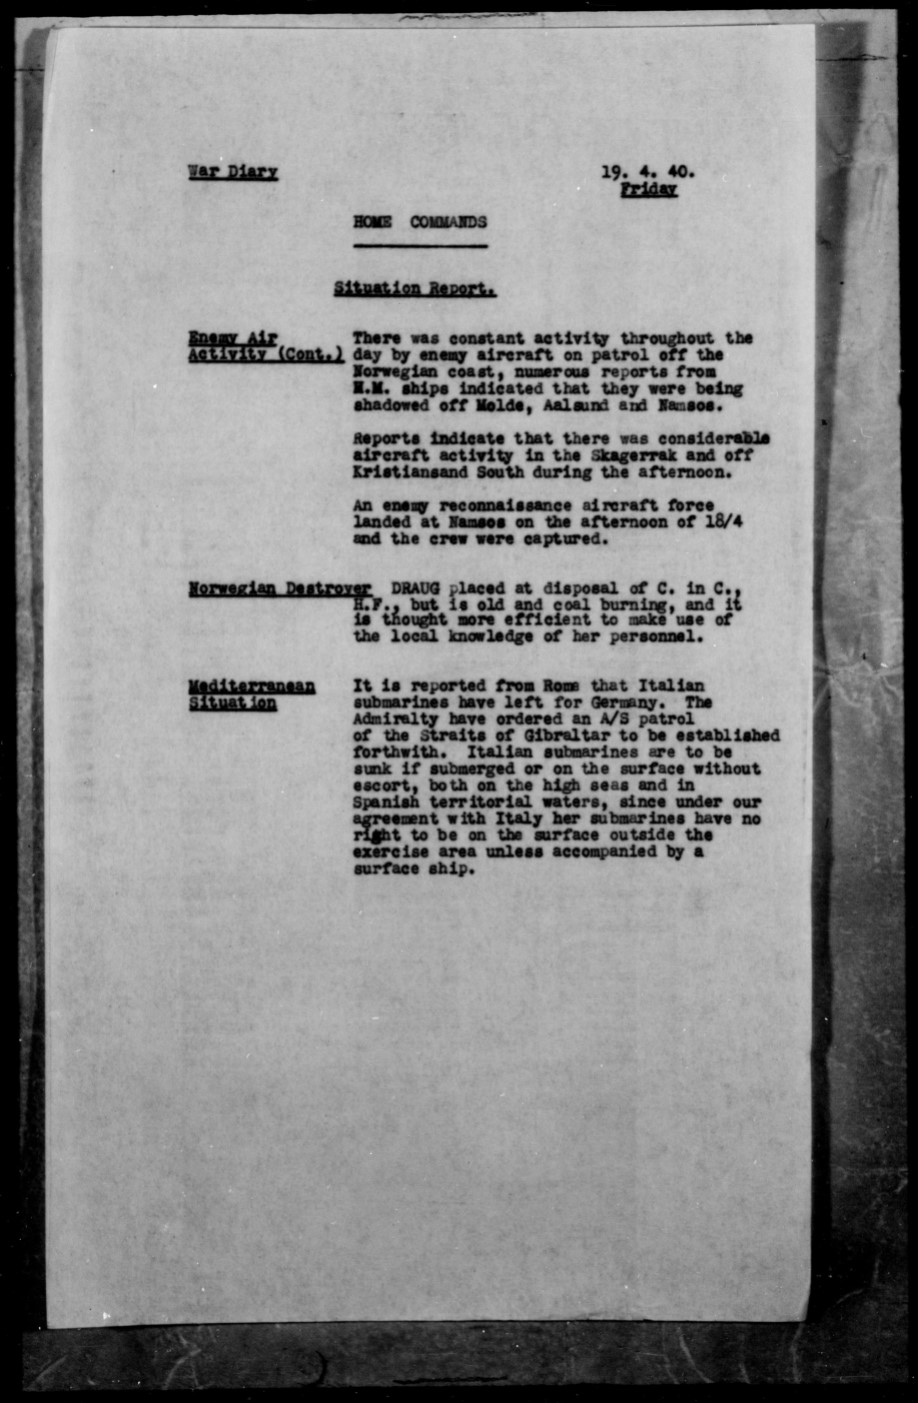 War Diary
19. 4. 40.
Friday
HOME COMMANDS
Situation Report.
Enemy Air
Activity (Cont.)
There was constant activity throughout the
day by enemy aircraft on patrol off the
Norwegian coast, numerous reports from
H.M. ships indicated that they were being
shadowed off Molde, Aalsund and Namsos.
Reports indicate that there was considerable
aircraft activity in the Skagerrak and off
Kristiansand South during the afternoon.
An enemy reconnaissance aircraft force
landed at Namsos on the afternoon of 18/4
and the crew were captured.
Norwegian Destroyer DRAUG placed at disposal of C. in C.,
H.F., but is old and coal burning, and it
is thought more efficient to make use of
the local knowledge of her personnel.
Mediterranean
Situation
It is reported from Rome that Italian
submarines have left for Germany. The
Admiralty have ordered an A/S patrol
of the Straits of Gibraltar to be established
forthwith. Italian submarines are to be
sunk if submerged or on the surface without
escort, both on the high seas and in
Spanish territorial waters, since under our
agreement with Italy her submarines have no
right to be on the surface outside the
exercise area unless accompanied by a
surface ship.